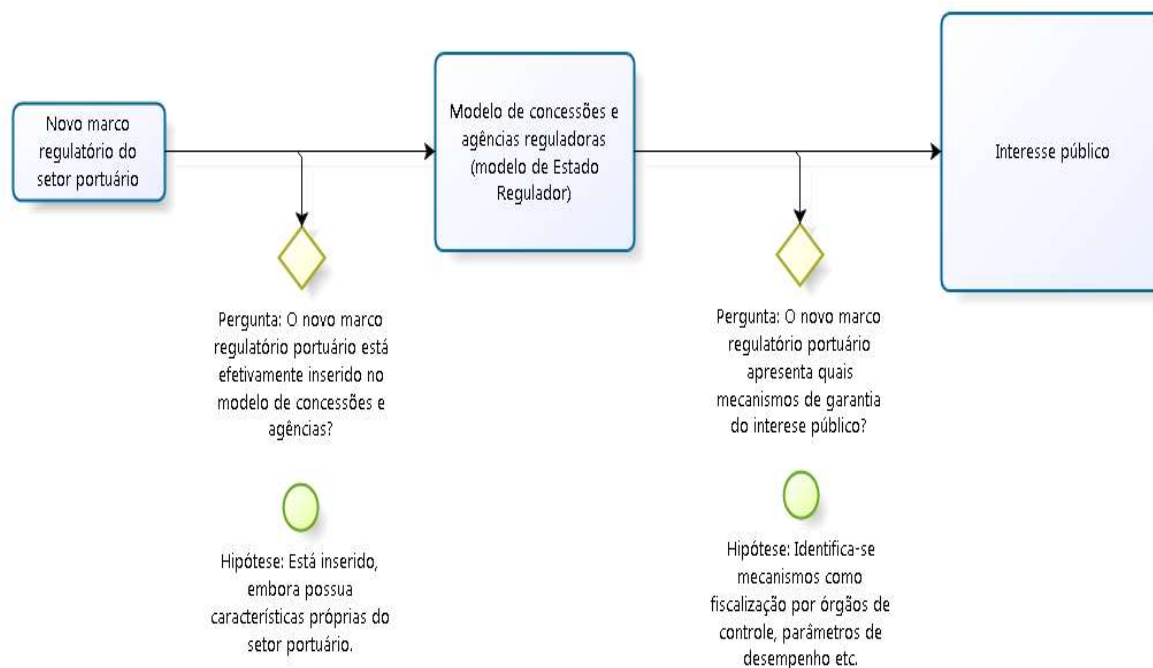 Novo marco
regulatório do
setor portuário
Modelo de concessões e
agências reguladoras
(modelo de Estado
Regulador)
Interesse público
Pergunta: O novo marco
regulatório portuário está
efetivamente inserido no
modelo de concessões e
agências?
Pergunta: O novo marco
regulatório portuário
apresenta quais
mecanismos de garantia
do interese público?
Hipótese: Está inserido,
embora possua
características próprias do
setor portuário.
Hipótese: Identifica-se
mecanismos como
fiscalização por órgãos de
controle, parâmetros de
desempenho etc.